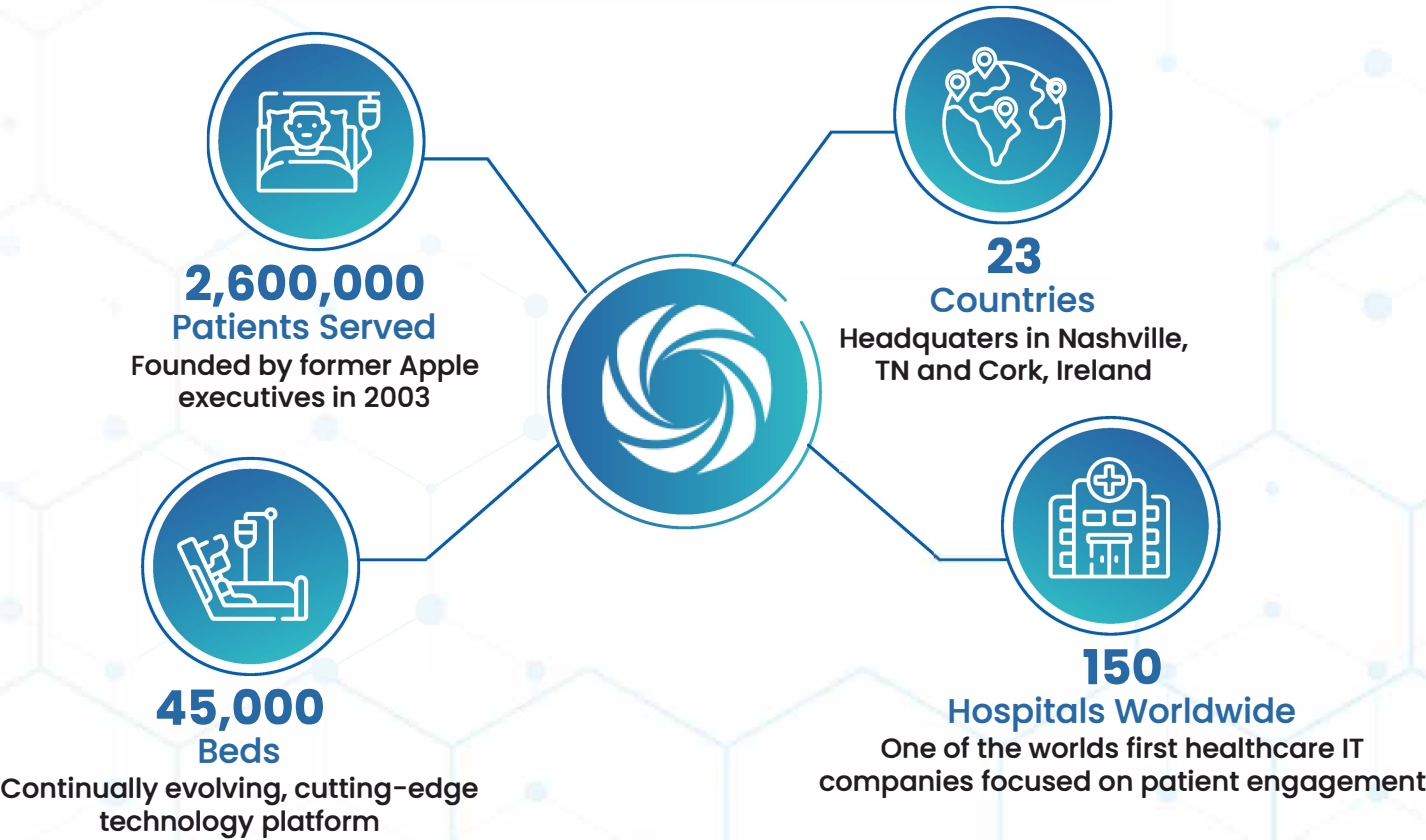 2,600,000
Patients Served
Founded by former Apple
executives in 2003
23
Countries
Headquaters in Nashville,
TN and Cork, Ireland
45,000
Beds
Continually evolving, cutting-edge
technology platform
150
Hospitals Worldwide
One of the worlds first healthcare IT
companies focused on patient engagement